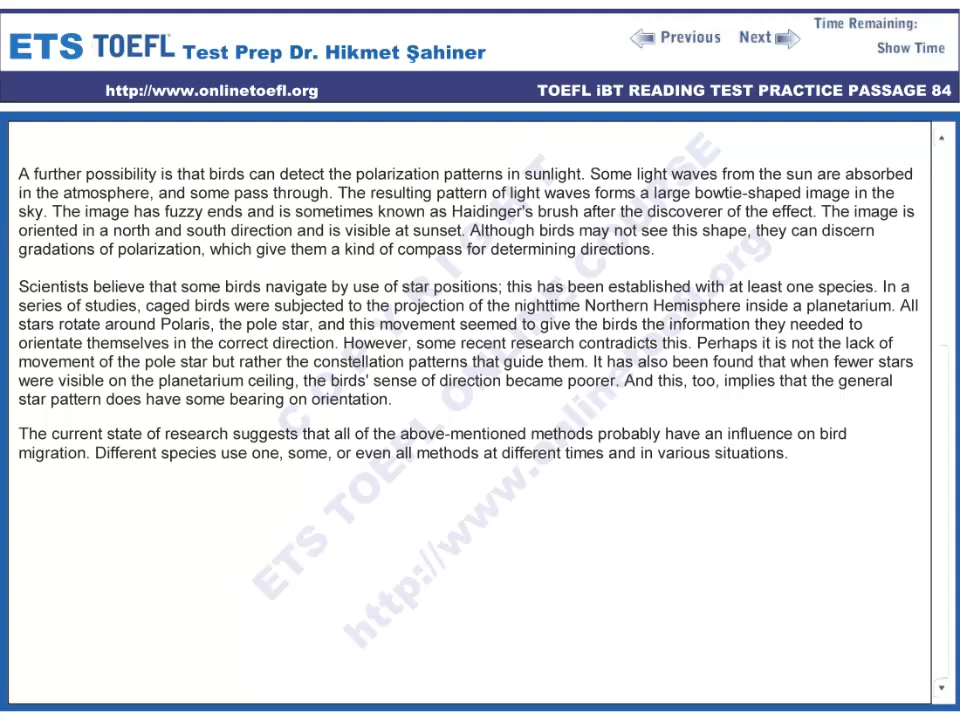 ETS TOEFL Test Prep Dr. Hikmet Şahiner
Previous Next
Time Remaining:
Show Time
http://www.onlinetoefl.org
TOEFL iBT READING TEST PRACTICE PASSAGE 84
A further possibility is that birds can detect the polarization patterns in sunlight. Some light waves from the sun are absorbed
in the atmosphere, and some pass through. The resulting pattern of light waves forms a large bowtie-shaped image in the
sky. The image has fuzzy ends and is sometimes known as Haidinger's brush after the discoverer of the effect. The image is
oriented in a north and south direction and is visible at sunset. Although birds may not see this shape, they can discern
gradations of polarization, which give them a kind of compass for determining directions.
Scientists believe that some birds navigate by use of star positions; this has been established with at least one species. In a
series of studies, caged birds were subjected to the projection of the nighttime Northern Hemisphere inside a planetarium. All
stars rotate around Polaris, the pole star, and this movement seemed to give the birds the information they needed to
orientate themselves in the correct direction. However, some recent research contradicts this. Perhaps it is not the lack of
movement of the pole star but rather the constellation patterns that guide them. It has also been found that when fewer stars
were visible on the planetarium ceiling, the birds' sense of direction became poorer. And this, too, implies that the general
star pattern does have some bearing on orientation.
The current state of research suggests that all of the above-mentioned methods probably have an influence on bird
migration. Different species use one, some, or even all methods at different times and in various situations.
COPYRIGHT
ETS TOEFL ONLINE COURSE
http://www.onlinetoefl.org